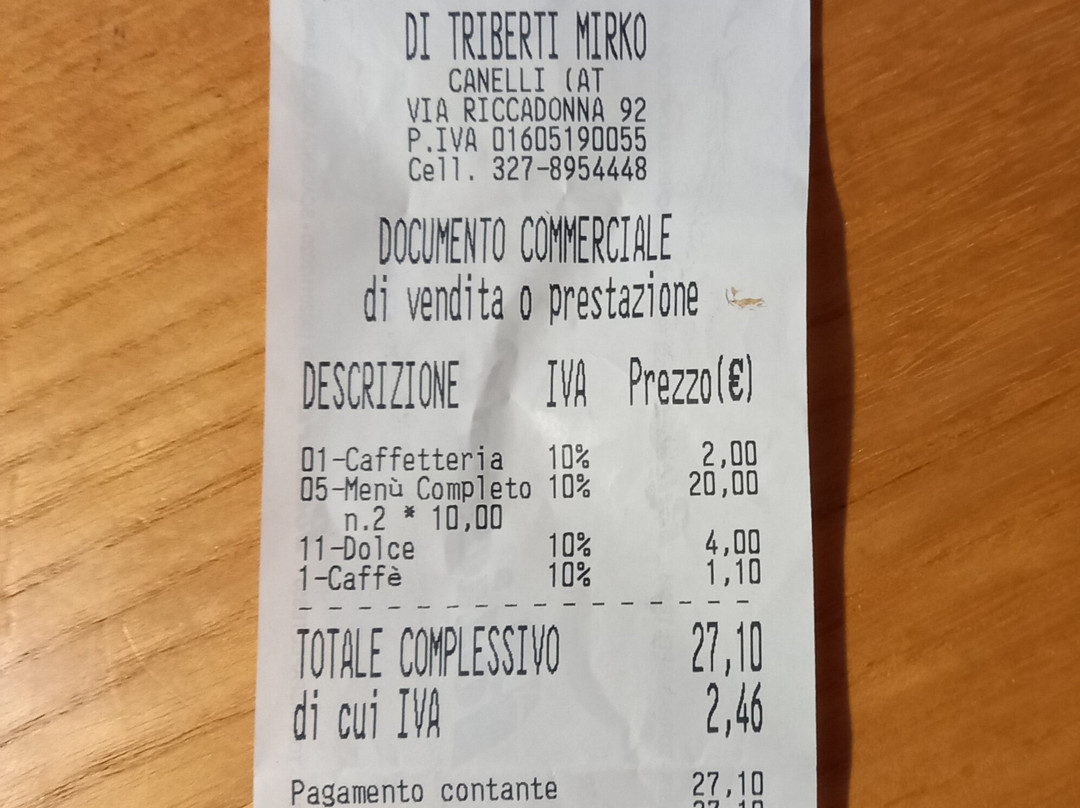 DI TRIBERTI MIRKO
CANELLI (AT
VIA RICCADONNA 92
P.IVA 01605190055
Cell. 327-8954448
DOCUMENTO COMMERCIALE
di vendita o prestazione
DESCRIZIONE IVA Prezzo(€)
01-Caffetteria 10% 2,00
05-Menù Completo 10% 20,00
n.2 * 10,00
11-Dolce 10% 4,00
1-Caffè 10% 1,10
TOTALE COMPLESSIVO 27,10
di cui IVA 2,46
Pagamento contante 27,10